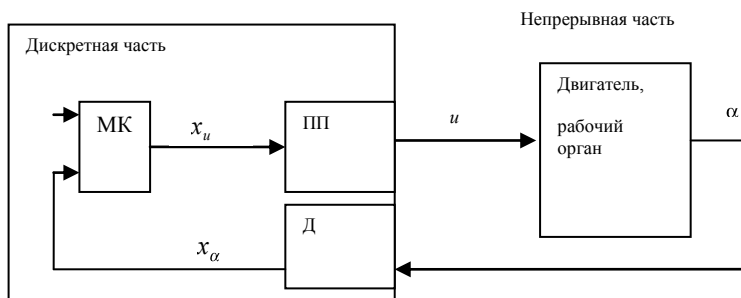 Непрерывная часть
Дискретная часть
МК
x_u
ПП
u
Двигатель,
рабочий
орган
α
Д
x_α